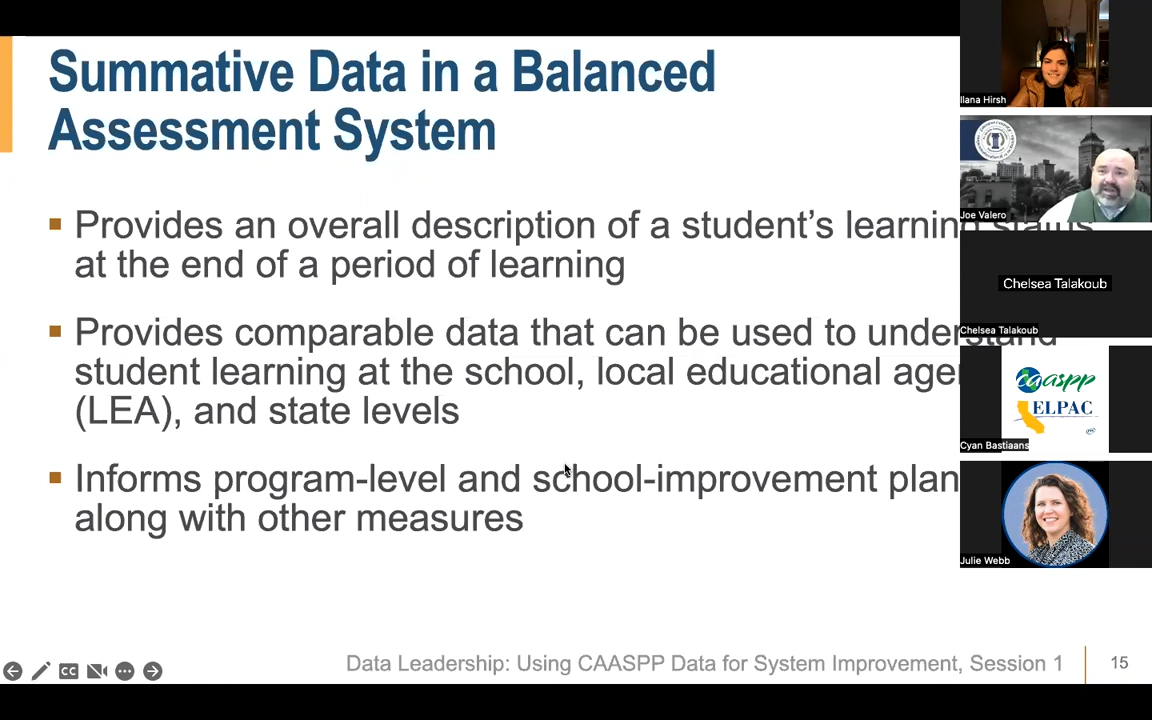 Summative Data in a Balanced
Assessment System
Provides an overall description of a student's learning status
at the end of a period of learning
Provides comparable data that can be used to understand
student learning at the school, local educational
(LEA), and state levels
Informs program-level and school-improvement
along with other measures
Data Leadership: Using CAASPP Data for System Improvement, Session 1
15
CC
Ilana Hirsh
Joe Valero
Chelsea Talakoub
Chelsea Talakoub
caaspp
ELPAC
Cyan Bastiaans
Julie Webb